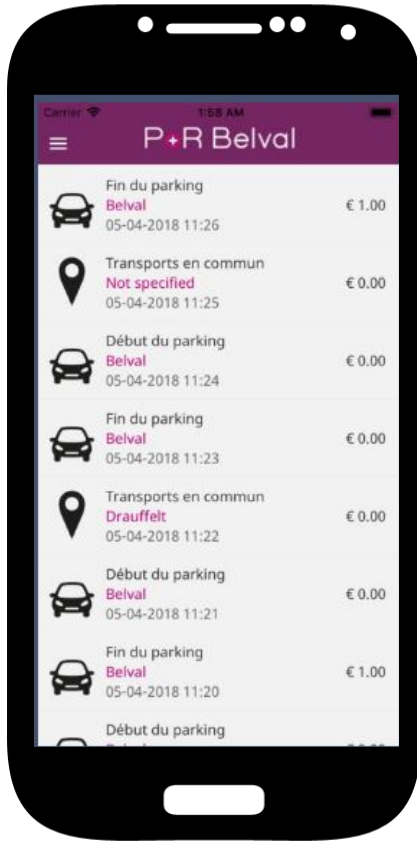 Carrier 1:58 AM
P+R Belval
Fin du parking
Belval
€ 1.00
05-04-2018 11:26
Transports en commun
Not specified
€ 0.00
05-04-2018 11:25
Début du parking
Belval
€ 0.00
05-04-2018 11:24
Fin du parking
Belval
€ 0.00
05-04-2018 11:23
Transports en commun
Drauffelt
€ 0.00
05-04-2018 11:22
Début du parking
Belval
€ 0.00
05-04-2018 11:21
Fin du parking
Belval
€ 1.00
05-04-2018 11:20
Début du parking